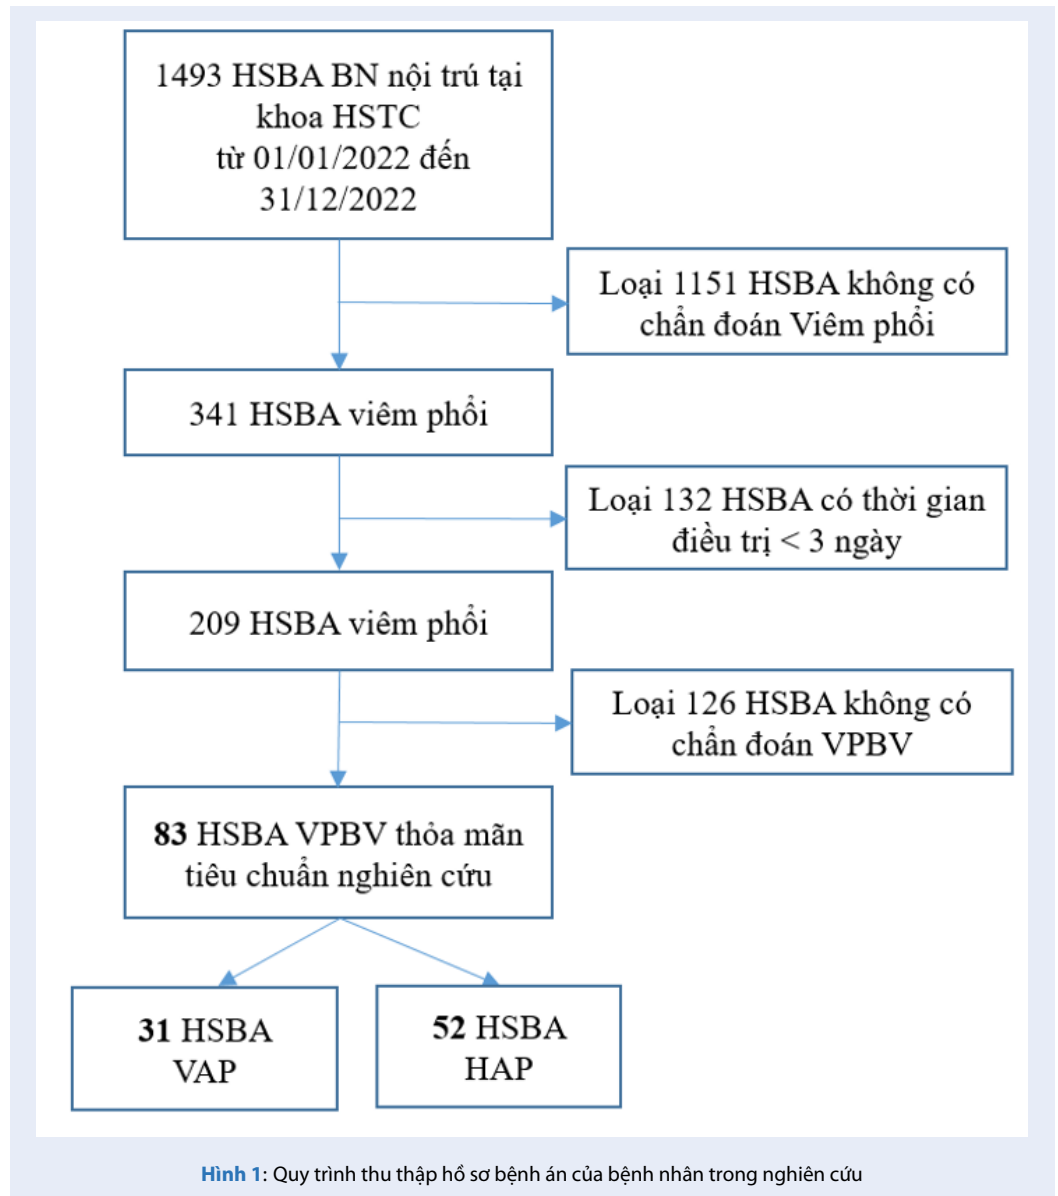 1493 HSBA BN nội trú tại
khoa HSTC
từ 01/01/2022 đến
31/12/2022
Loại 1151 HSBA không có
chẩn đoán Viêm phổi
341 HSBA viêm phổi
Loại 132 HSBA có thời gian
điều trị < 3 ngày
209 HSBA viêm phổi
Loại 126 HSBA không có
chẩn đoán VPBV
83 HSBA VPBV thỏa mãn
tiêu chuẩn nghiên cứu
31 HSBA
VAP
52 HSBA
HAP
Hình 1: Quy trình thu thập hồ sơ bệnh án của bệnh nhân trong nghiên cứu